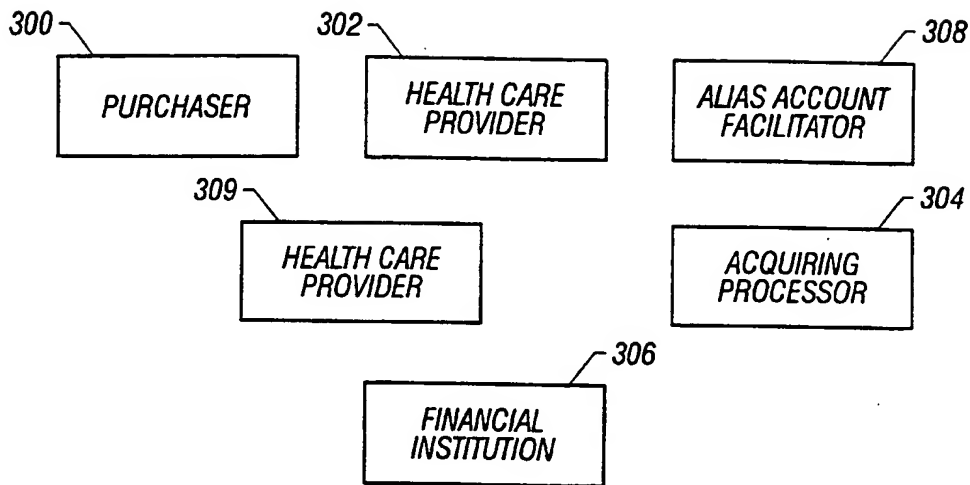 300
302
308
PURCHASER
HEALTH CARE
PROVIDER
ALIAS ACCOUNT
FACILITATOR
309
304
HEALTH CARE
PROVIDER
ACQUIRING
PROCESSOR
306
FINANCIAL
INSTITUTION